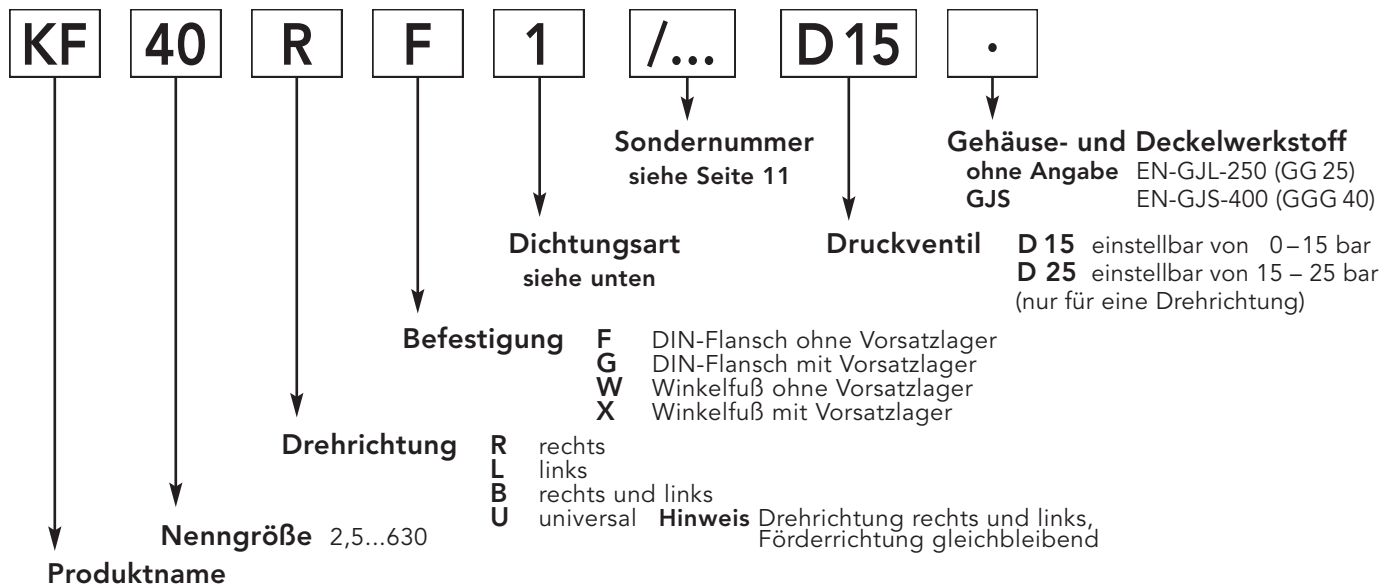 KF 40 R F 1 /... D 15 .
Sondernummer
siehe Seite 11
Gehäuse- und Deckelwerkstoff
ohne Angabe EN-GJL-250 (GG 25)
GJS EN-GJS-400 (GGG 40)
Dichtungsart
siehe unten
Druckventil D 15 einstellbar von 0–15 bar
D 25 einstellbar von 15 – 25 bar
(nur für eine Drehrichtung)
Befestigung F DIN-Flansch ohne Vorsatzlager
G DIN-Flansch mit Vorsatzlager
W Winkelfuß ohne Vorsatzlager
X Winkelfuß mit Vorsatzlager
Drehrichtung R rechts
L links
B rechts und links
U universal Hinweis Drehrichtung rechts und links,
Förderrichtung gleichbleibend
Nenngröße 2,5...630
Produktname